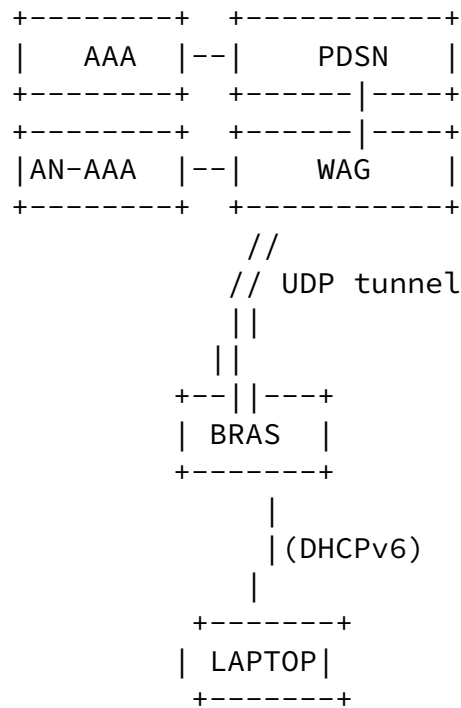 AAA PDSN
AN-AAA WAG
UDP tunnel
BRAS
(DHCPv6)
LAPTOP